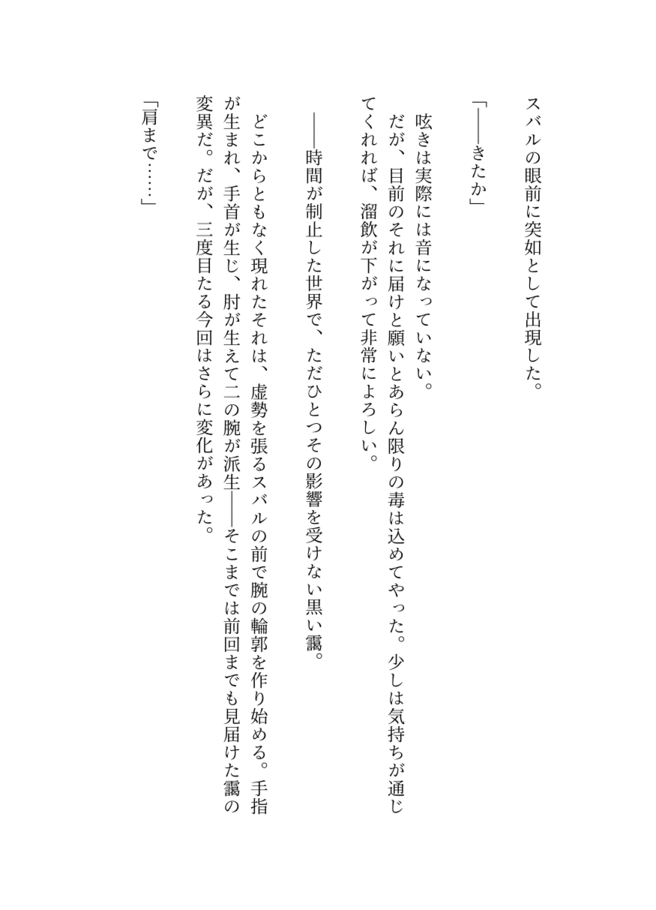 スバルの眼前に突如として出現した。
「――きたか」
　呟きは実際には音になっていない。
　だが、目前のそれに届けと願いとあらん限りの毒は込めてやった。少しは気持ちが通じ
てくれれば、溜飲が下がって非常によろしい。
　――時間が制止した世界で、ただひとつその影響を受けない黒い靄。
　どこからともなく現れたそれは、虚勢を張るスバルの前で腕の輪郭を作り始める。手指
が生まれ、手首が生じ、肘が生えて二の腕が派生――そこまでは前回までも見届けた靄の
変異だ。だが、三度目たる今回はさらに変化があった。
「肩まで……」